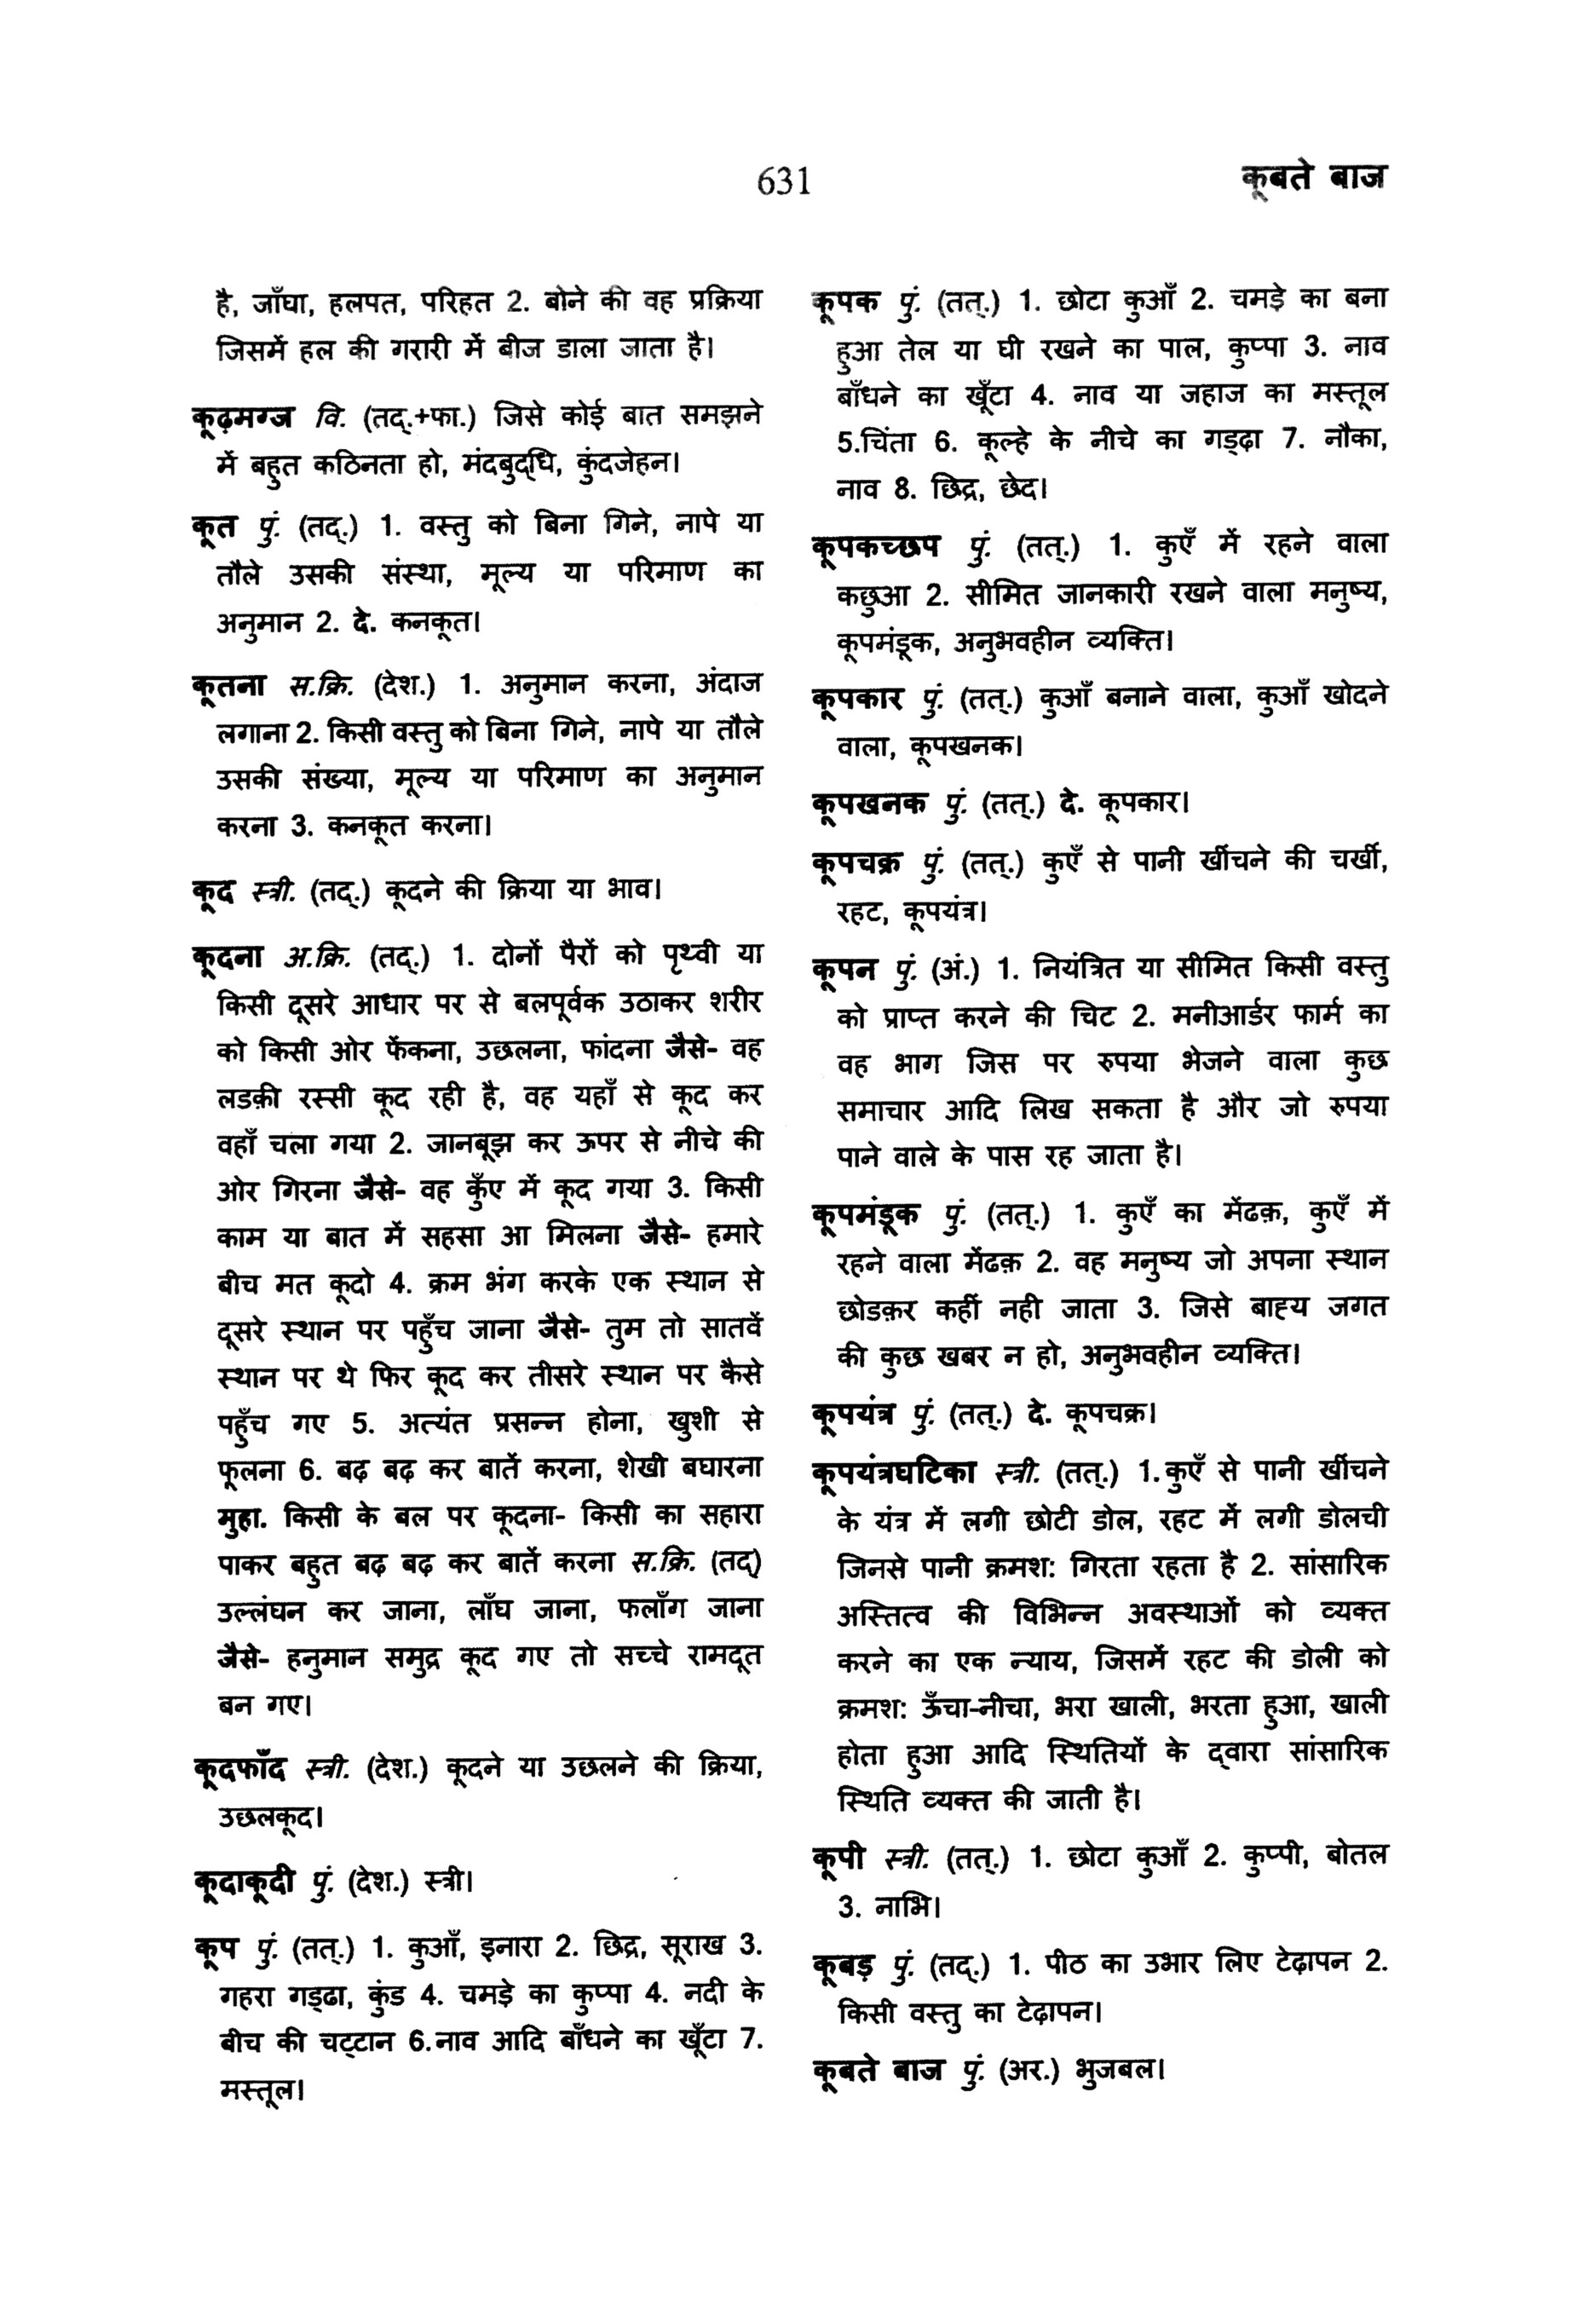 631
कूबते बाज
है, जाँघा, हलपत, परिहत 2. बोने की वह प्रक्रिया
जिसमें हल की गरारी में बीज डाला जाता है।
कूढ़मग्ज वि. (तद्.+फा.) जिसे कोई बात समझने
में बहुत कठिनता हो, मंदबुद्‌धि, कुंदजेहन।
कूत पुं. (तद्.) 1. वस्तु को बिना गिने, नापे या
तौले उसकी संस्था, मूल्य या परिमाण का
अनुमान 2. दे. कनकूत।
कूतना स.क्रि. (देश.) 1. अनुमान करना, अंदाज
लगाना 2. किसी वस्तु को बिना गिने, नापे या तौले
उसकी संख्या, मूल्य या परिमाण का अनुमान
करना 3. कनकूत करना।
कूद स्त्री. (तद्.) कूदने की क्रिया या भाव।
कूदना अ.क्रि. (तद्.) 1. दोनों पैरों को पृथ्वी या
किसी दूसरे आधार पर से बलपूर्वक उठाकर शरीर
को किसी ओर फेंकना, उछलना, फांदना जैसे- वह
लडक़ी रस्सी कूद रही है, वह यहाँ से कूद कर
वहाँ चला गया 2. जानबूझ कर ऊपर से नीचे की
ओर गिरना जैसे- वह कुँए में कूद गया 3. किसी
काम या बात में सहसा आ मिलना जैसे- हमारे
बीच मत कूदो 4. क्रम भंग करके एक स्थान से
दूसरे स्थान पर पहुँच जाना जैसे- तुम तो सातवें
स्थान पर थे फिर कूद कर तीसरे स्थान पर कैसे
पहुँच गए 5. अत्यंत प्रसन्न होना, खुशी से
फूलना 6. बढ़ बढ़ कर बातें करना, शेखी बघारना
मुहा. किसी के बल पर कूदना- किसी का सहारा
पाकर बहुत बढ़ बढ़ कर बातें करना स.क्रि. (तद्)
उल्लंघन कर जाना, लाँघ जाना, फलाँग जाना
जैसे- हनुमान समुद्र कूद गए तो सच्चे रामदूत
बन गए।
कूदफाँद स्त्री. (देश.) कूदने या उछलने की क्रिया,
उछलकूद।
कूदाकूदी पुं. (देश.) स्त्री।
कूप पुं. (तत्.) 1. कुआँ, इनारा 2. छिद्र, सूराख 3.
गहरा गड्‌ढा, कुंड 4. चमड़े का कुप्पा 4. नदी के
बीच की चट्‌टान 6.नाव आदि बाँधने का खूँटा 7.
मस्तूल।
कूपक पुं. (तत्.) 1. छोटा कुआँ 2. चमड़े का बना
हुआ तेल या घी रखने का पाल, कुप्पा 3. नाव
बाँधने का खूँटा 4. नाव या जहाज का मस्तूल
5.चिंता 6. कूल्हे के नीचे का गड्‌ढ़ा 7. नौका,
नाव 8. छिद्र, छेद।
कूपकच्छप पुं. (तत्.) 1. कुएँ में रहने वाला
कछुआ 2. सीमित जानकारी रखने वाला मनुष्य,
कूपमंडूक, अनुभवहीन व्यक्ति।
कूपकार पुं. (तत्.) कुआँ बनाने वाला, कुआँ खोदने
वाला, कूपखनक।
कूपखनक पुं. (तत्.) दे. कूपकार।
कूपचक्र पुं. (तत्.) कुएँ से पानी खींचने की चर्खी,
रहट, कूपयंत्र।
कूपन पुं. (अं.) 1. नियंत्रित या सीमित किसी वस्तु
को प्राप्त करने की चिट 2. मनीआर्डर फार्म का
वह भाग जिस पर रुपया भेजने वाला कुछ
समाचार आदि लिख सकता है और जो रुपया
पाने वाले के पास रह जाता है।
कूपमंडूक पुं. (तत्.) 1. कुएँ का मेंढक़, कुएँ में
रहने वाला मेंढक़ 2. वह मनुष्य जो अपना स्थान
छोडक़र कहीं नही जाता 3. जिसे बाह्‌य जगत
की कुछ खबर न हो, अनुभवहीन व्यक्ति।
कूपयंत्र पुं. (तत्.) दे. कूपचक्र।
कूपयंत्रघटिका स्त्री. (तत्.) 1.कुएँ से पानी खींचने
के यंत्र में लगी छोटी डोल, रहट में लगी डोलची
जिनसे पानी क्रमश: गिरता रहता है 2. सांसारिक
अस्तित्व की विभिन्न अवस्थाओं को व्यक्त
करने का एक न्याय, जिसमें रहट की डोली को
क्रमश: ऊँचा-नीचा, भरा खाली, भरता हुआ, खाली
होता हुआ आदि स्थितियों के द्‌वारा सांसारिक
स्थिति व्यक्त की जाती है।
कूपी स्त्री. (तत्.) 1. छोटा कुआँ 2. कुप्पी, बोतल
3. नाभि।
कूबड़ पुं. (तद्.) 1. पीठ का उभार लिए टेढ़ापन 2.
किसी वस्तु का टेढ़ापन।
कूबते बाज पुं. (अर.) भुजबल।